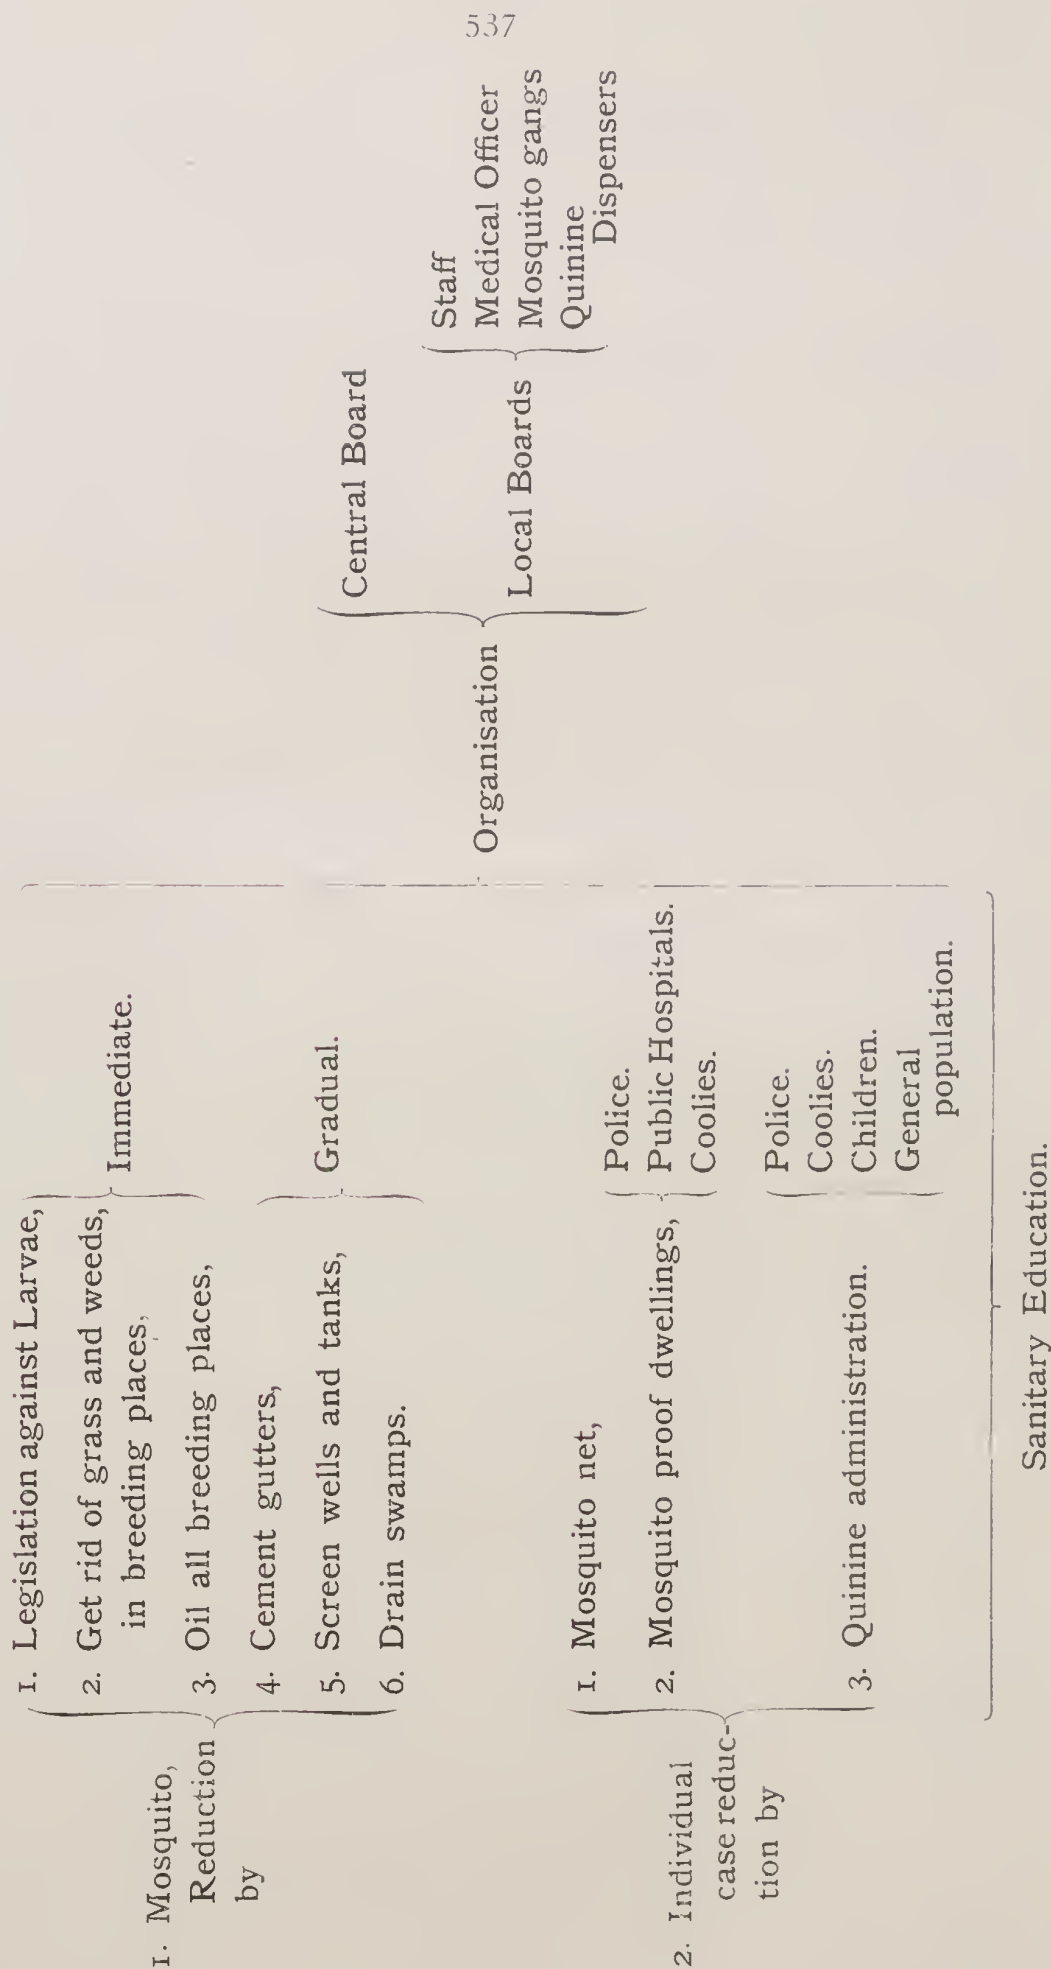 537
1. Mosquito,
Reduction
by
1. Legislation against Larvae,
2. Get rid of grass and weeds,
in breeding places,
3. Oil all breeding places,
Immediate.
4. Cement gutters,
5. Screen wells and tanks,
6. Drain swamps.
Gradual.
2. Individual
case reduc-
tion by
1. Mosquito net,
2. Mosquito proof dwellings,
Police.
Public Hospitals.
Coolies.
3. Quinine administration.
Police.
Coolies.
Children.
General
population.
Sanitary Education.
Organisation
Central Board
Local Boards
Staff
Medical Officer
Mosquito gangs
Quinine
Dispensers